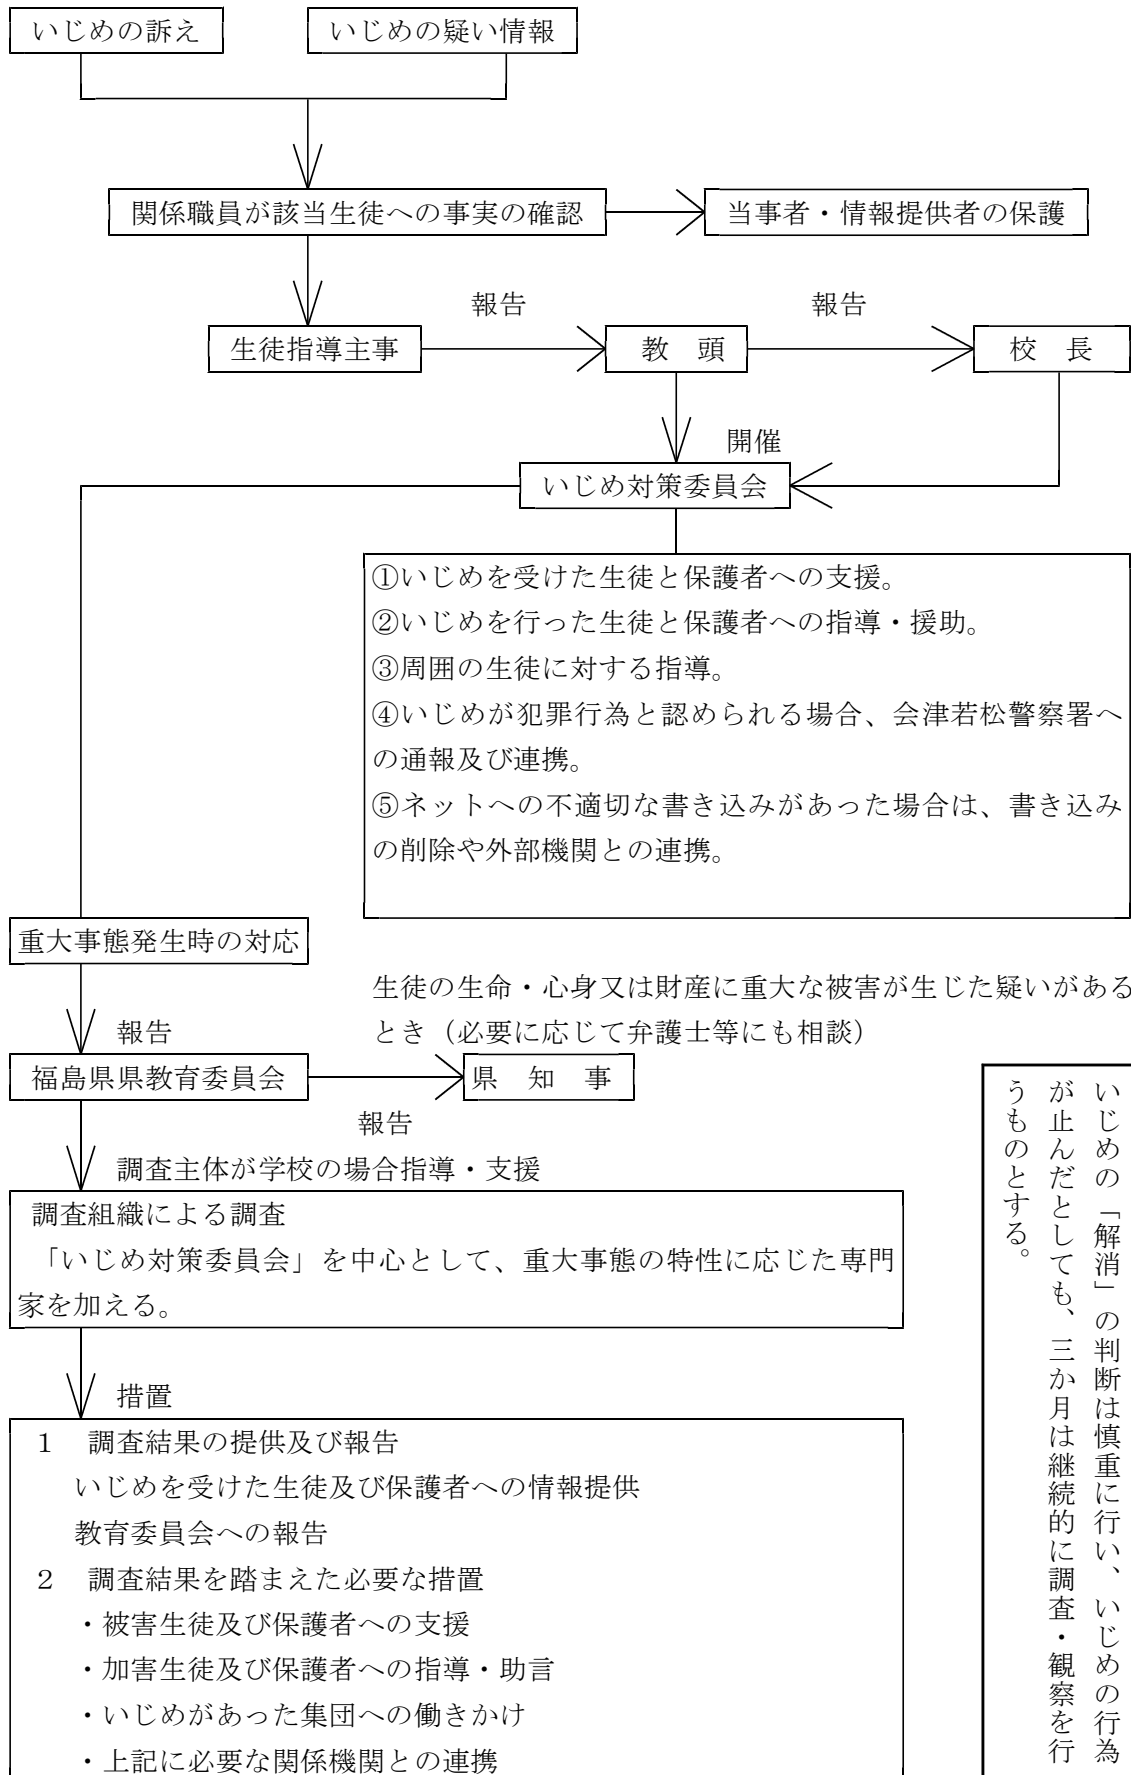 いじめの訴え
いじめの疑い情報
関係職員が該当生徒への事実の確認
当事者・情報提供者の保護
報告
報告
生徒指導主事
教　頭
校　長
開催
いじめ対策委員会
①いじめを受けた生徒と保護者への支援。
②いじめを行った生徒と保護者への指導・援助。
③周囲の生徒に対する指導。
④いじめが犯罪行為と認められる場合、会津若松警察署へ
の通報及び連携。
⑤ネットへの不適切な書き込みがあった場合は、書き込み
の削除や外部機関との連携。
重大事態発生時の対応
生徒の生命・心身又は財産に重大な被害が生じた疑いがある
とき（必要に応じて弁護士等にも相談）
報告
福島県県教育委員会
県　知　事
報告
調査主体が学校の場合指導・支援
調査組織による調査
「いじめ対策委員会」を中心として、重大事態の特性に応じた専門
家を加える。
措置
１　調査結果の提供及び報告
いじめを受けた生徒及び保護者への情報提供
教育委員会への報告
２　調査結果を踏まえた必要な措置
・被害生徒及び保護者への支援
・加害生徒及び保護者への指導・助言
・いじめがあった集団への働きかけ
・上記に必要な関係機関との連携
いじめの「解消」の判断は慎重に行い、いじめの行為
が止んだとしても、三か月は継続的に調査・観察を行
うものとする。